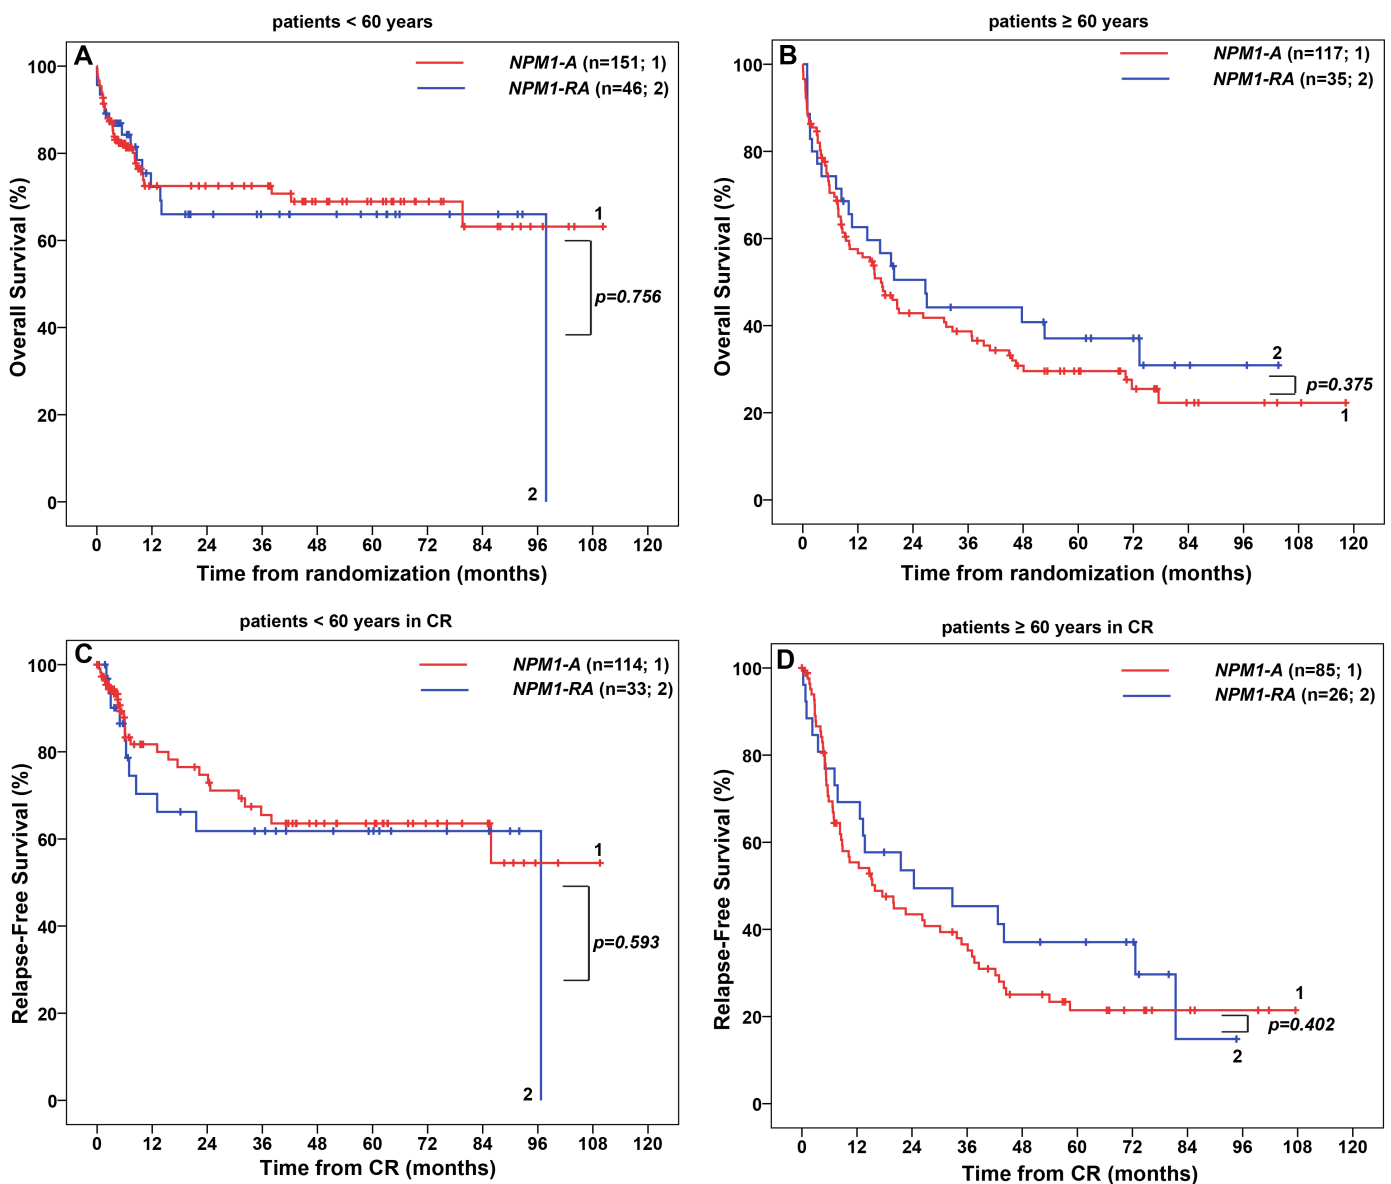 patients < 60 years
A
NPM1-A (n=151; 1)
NPM1-RA (n=46; 2)
100
80
60
40
20
0
Overall Survival (%)
1
p=0.756
2
0 12 24 36 48 60 72 84 96 108 120
Time from randomization (months)
patients ≥ 60 years
B
NPM1-A (n=117; 1)
NPM1-RA (n=35; 2)
100
80
60
40
20
0
Overall Survival (%)
2
p=0.375
1
0 12 24 36 48 60 72 84 96 108 120
Time from randomization (months)
patients < 60 years in CR
C
NPM1-A (n=114; 1)
NPM1-RA (n=33; 2)
100
80
60
40
20
0
Relapse-Free Survival (%)
1
p=0.593
2
0 12 24 36 48 60 72 84 96 108 120
Time from CR (months)
patients ≥ 60 years in CR
D
NPM1-A (n=85; 1)
NPM1-RA (n=26; 2)
100
80
60
40
20
0
Relapse-Free Survival (%)
1
p=0.402
2
0 12 24 36 48 60 72 84 96 108 120
Time from CR (months)